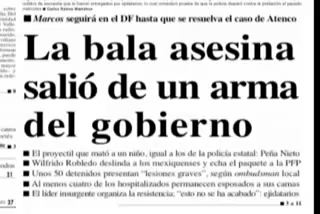 Marcos seguirá en el DF hasta que se resuelva el caso de Atenco
La bala asesina
salió de un arma
del gobierno
El proyectil que mató a un niño, igual a los de la policía estatal: Peña Nieto
Wilfrido Robledo deslinda a los mexiquenses y echa el paquete a la PFP
Unos 50 detenidos presentan “lesiones graves”, según ombudsman local
Al menos cuatro de los hospitalizados permanecen esposados a sus camas
El líder insurgente organiza la resistencia; “esto no se ha acabado”: ejidatarios